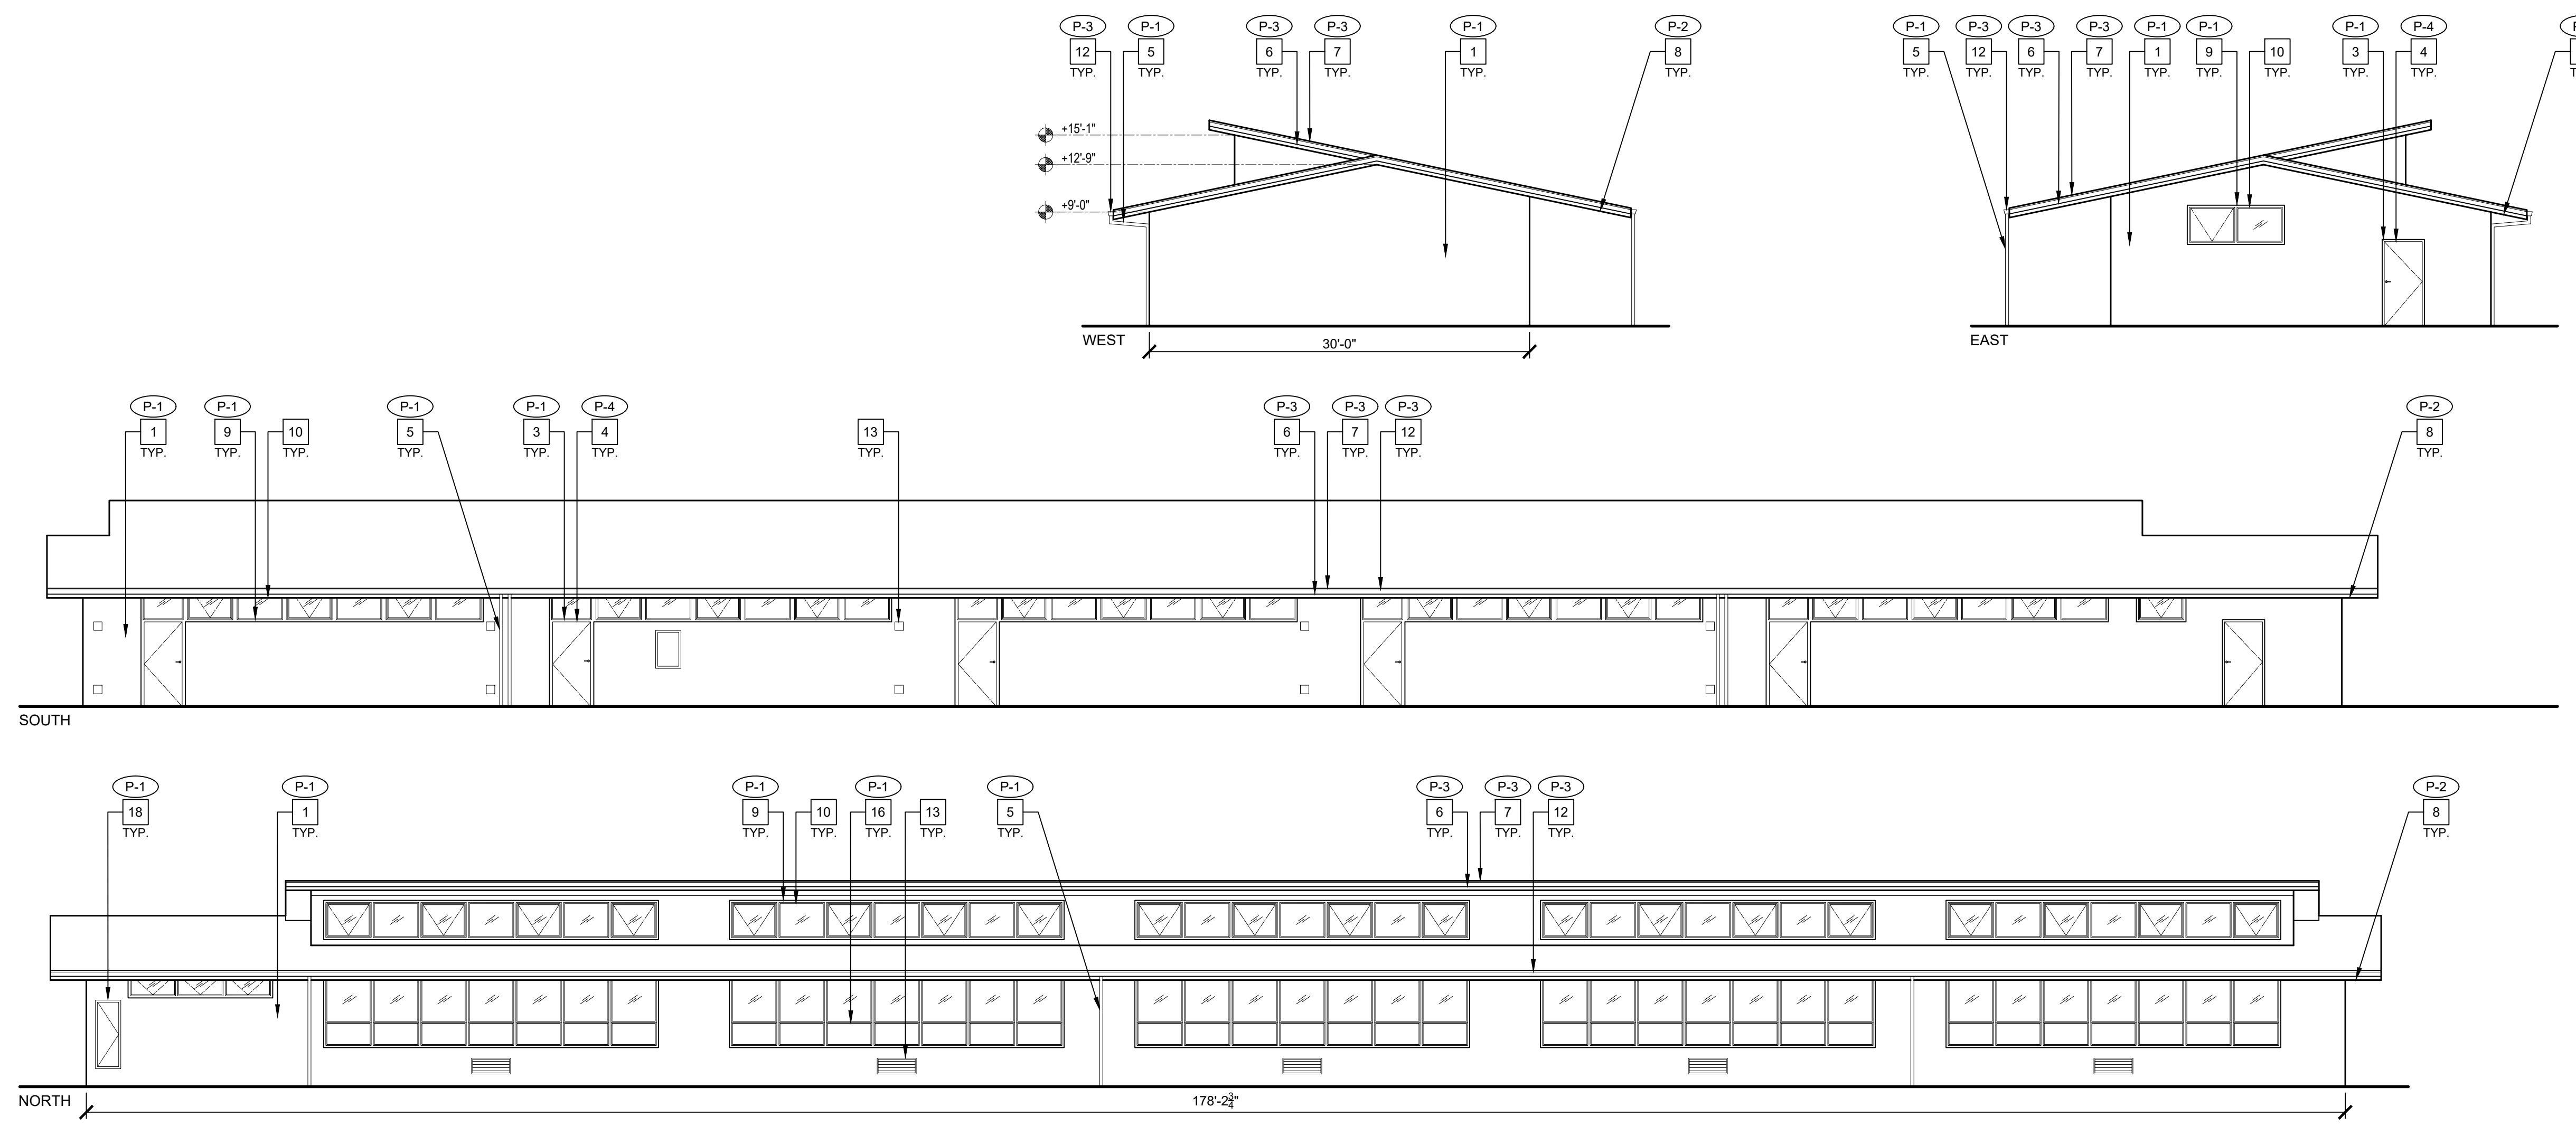 P-3 P-1 P-3 P-3 P-1 P-2
12 5 6 7 1 8
TYP. TYP. TYP. TYP. TYP. TYP.
+15'-1"
+12'-9"
+9'-0"
WEST
30'-0"
P-1 P-3 P-3 P-3 P-1 P-1 P-1 P-4
5 12 6 7 1 9 10 3 4
TYP. TYP. TYP. TYP. TYP. TYP. TYP. TYP. TYP.
EAST
P-1 P-1 P-1 P-1 P-4 P-3 P-3 P-3 P-2
1 9 10 5 3 4 13 6 7 12 8
TYP. TYP. TYP. TYP. TYP. TYP. TYP. TYP. TYP. TYP. TYP.
SOUTH
P-1 P-1 P-1 P-1 P-1 P-3 P-3 P-3 P-2
18 1 9 10 16 13 5 6 7 12 8
TYP. TYP. TYP. TYP. TYP. TYP. TYP. TYP. TYP. TYP. TYP.
NORTH
178'-2¾"